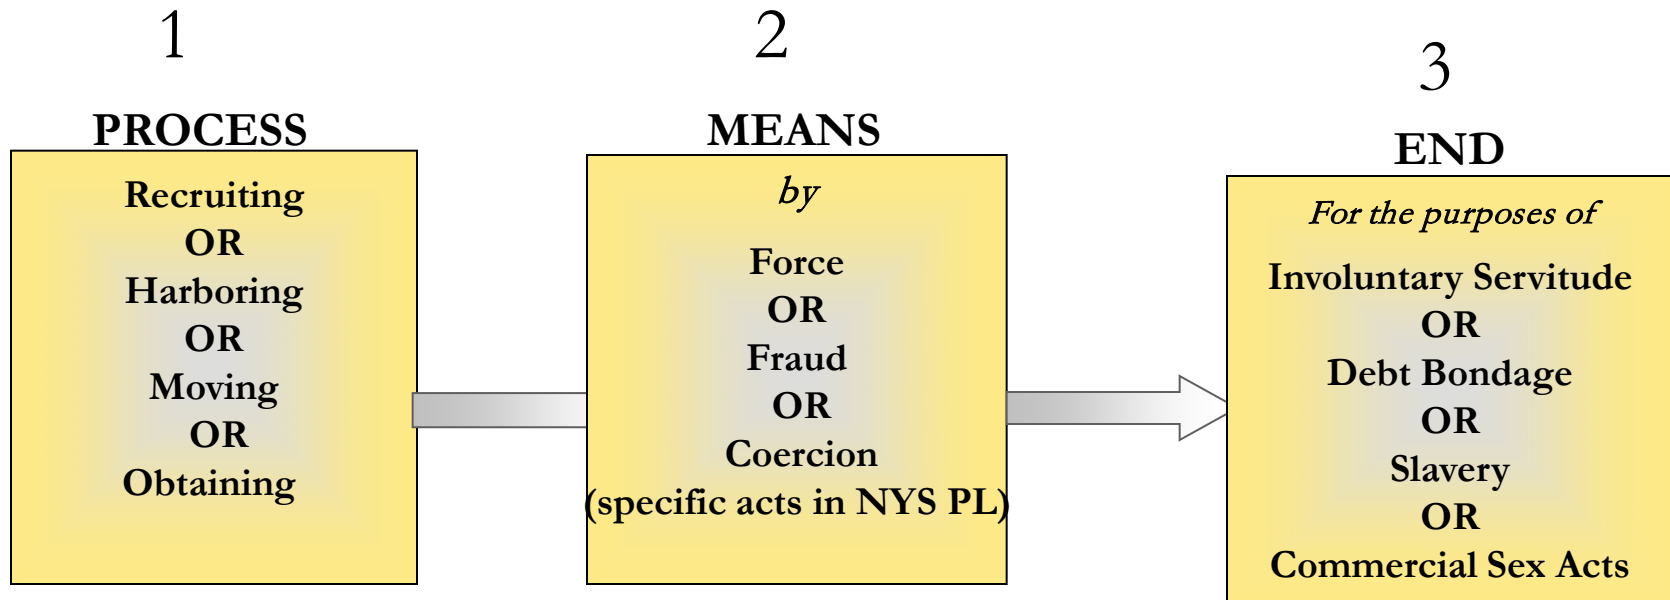 1
PROCESS
Recruiting
OR
Harboring
OR
Moving
OR
Obtaining
2
MEANS
by
Force
OR
Fraud
OR
Coercion
(specific acts in NYS PL)
3
END
For the purposes of
Involuntary Servitude
OR
Debt Bondage
OR
Slavery
OR
Commercial Sex Acts